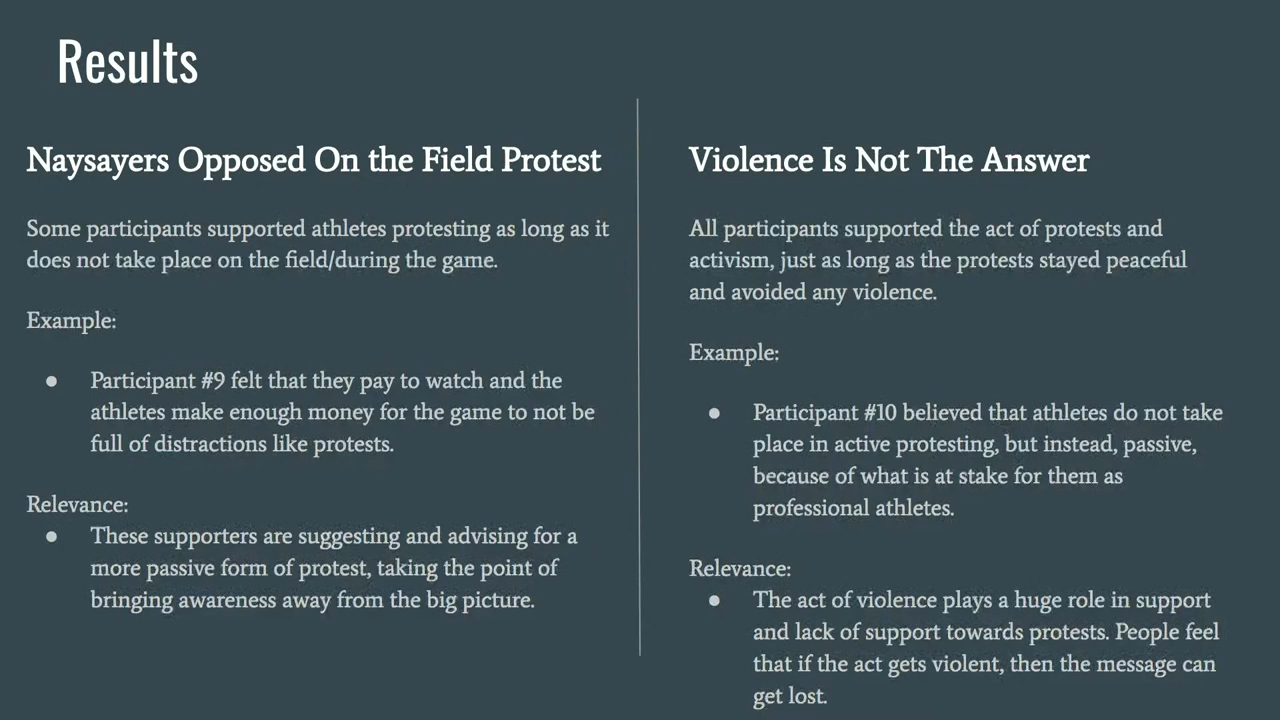 Results
Naysayers Opposed On the Field Protest
Some participants supported athletes protesting as long as it
does not take place on the field/during the game.
Example:
● Participant #9 felt that they pay to watch and the
athletes make enough money for the game to not be
full of distractions like protests.
Relevance:
● These supporters are suggesting and advising for a
more passive form of protest, taking the point of
bringing awareness away from the big picture.
Violence Is Not The Answer
All participants supported the act of protests and
activism, just as long as the protests stayed peaceful
and avoided any violence.
Example:
● Participant #10 believed that athletes do not take
place in active protesting, but instead, passive,
because of what is at stake for them as
professional athletes.
Relevance:
● The act of violence plays a huge role in support
and lack of support towards protests. People feel
that if the act gets violent, then the message can
get lost.